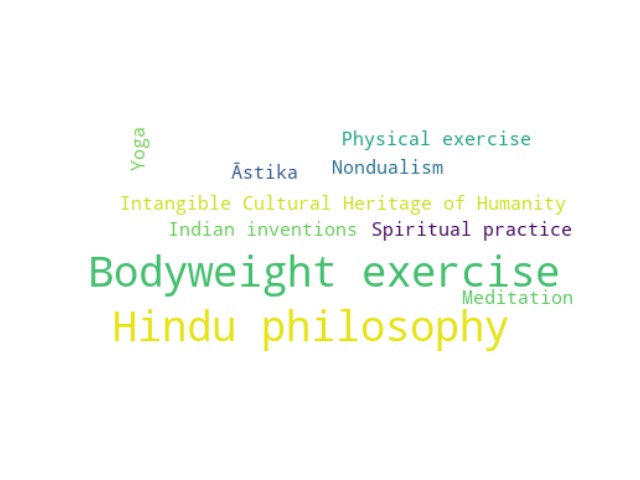 Yoga
Physical exercise
Āstika
Nondualism
Intangible Cultural Heritage of Humanity
Indian inventions
Spiritual practice
Bodyweight exercise
Meditation
Hindu philosophy